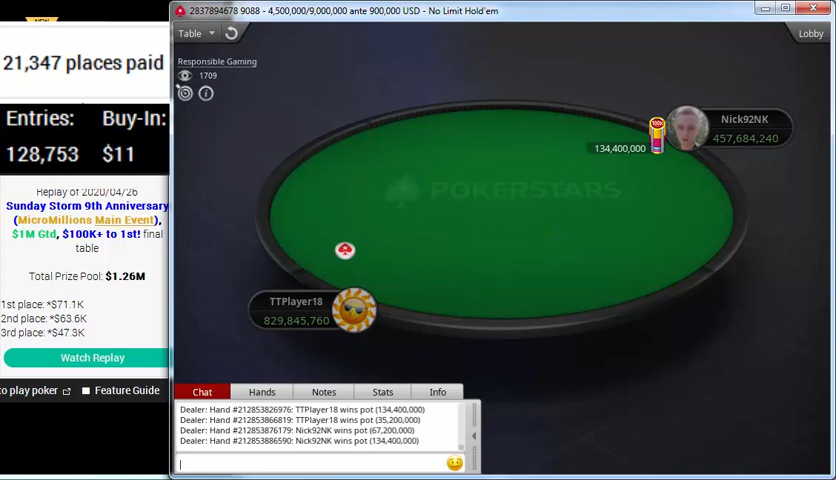 NEW
21,347 places paid
Entries: Buy-In:
128,753 $11
Replay of 2020/04/26
Sunday Storm 9th Anniversary
(MicroMillions Main Event),
$1M Gtd, $100K+ to 1st! final
table
Total Prize Pool: $1.26M
1st place: *$71.1K
2nd place: *$63.6K
3rd place: *$47.3K
Watch Replay
to play poker Feature Guide
2837894678 9088 - 4,500,000/9,000,000 ante 900,000 USD - No Limit Hold'em
Table
Lobby
Responsible Gaming
1709
POKERSTARS
Nick92NK
457,684,240
100K
134,400,000
TTPlayer18
829,845,760
Chat Hands Notes Stats Info
Dealer: Hand #212853826976: TTPlayer18 wins pot (134,400,000)
Dealer: Hand #212853866819: TTPlayer18 wins pot (35,200,000)
Dealer: Hand #212853876179: Nick92NK wins pot (67,200,000)
Dealer: Hand #212853886590: Nick92NK wins pot (134,400,000)